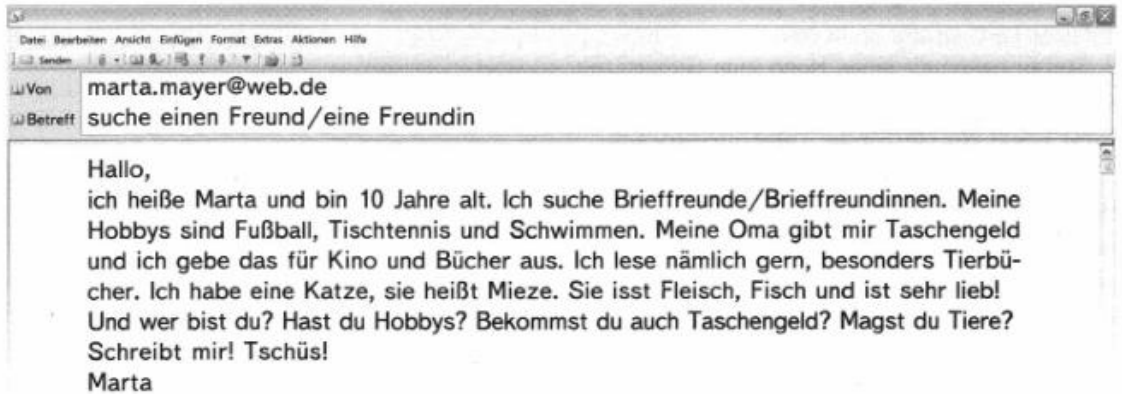 Datei Bearbeiten Ansicht Einfügen Format Extras Aktionen Hilfe
Senden
Von marta.mayer@web.de
Betreff suche einen Freund/eine Freundin
Hallo,
ich heiße Marta und bin 10 Jahre alt. Ich suche Brieffreunde/Brieffreundinnen. Meine
Hobbys sind Fußball, Tischtennis und Schwimmen. Meine Oma gibt mir Taschengeld
und ich gebe das für Kino und Bücher aus. Ich lese nämlich gern, besonders Tierbü-
cher. Ich habe eine Katze, sie heißt Mieze. Sie isst Fleisch, Fisch und ist sehr lieb!
Und wer bist du? Hast du Hobbys? Bekommst du auch Taschengeld? Magst du Tiere?
Schreibt mir! Tschüs!
Marta